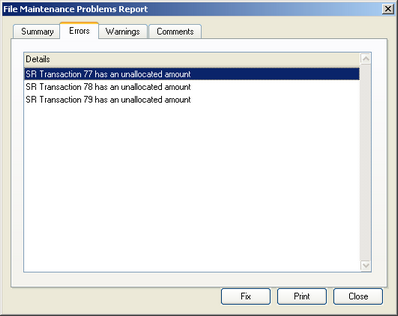 File Maintenance Problems Report
Summary Errors Warnings Comments
Details
SR Transaction 77 has an unallocated amount
SR Transaction 78 has an unallocated amount
SR Transaction 79 has an unallocated amount
Fix Print Close